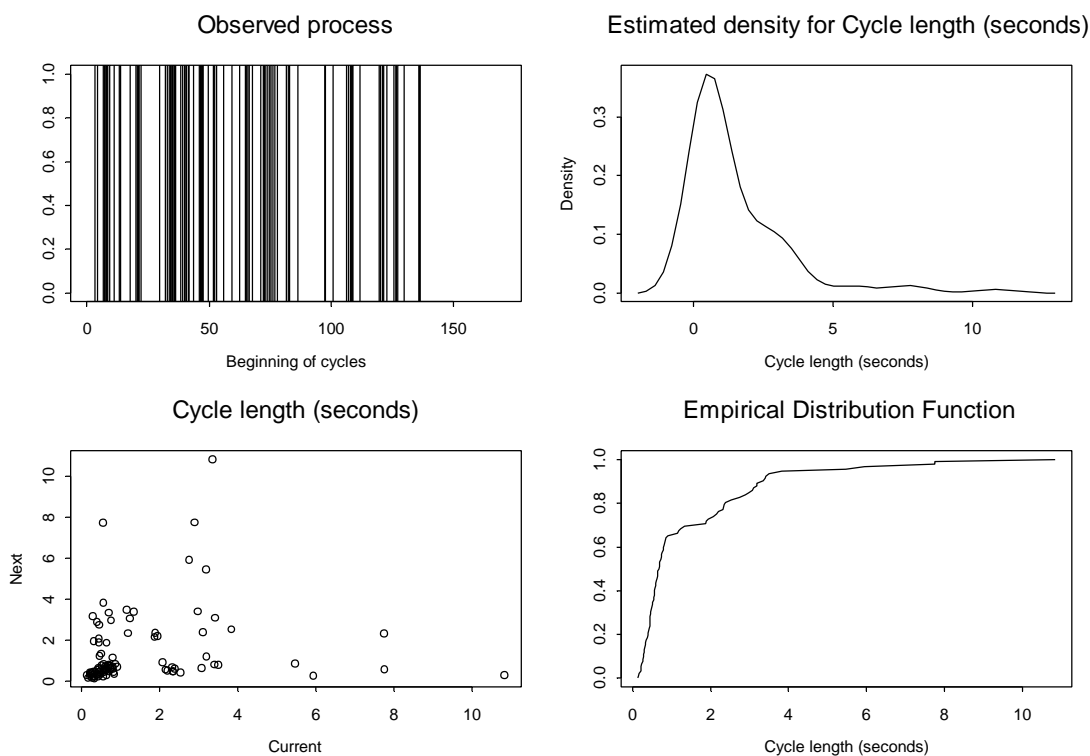 Observed process
1.0
0.8
0.6
0.4
0.2
0.0
0 50 100 150
Beginning of cycles
Estimated density for Cycle length (seconds)
Density
0.3
0.2
0.1
0.0
0 5 10
Cycle length (seconds)
Cycle length (seconds)
Next
10
8
6
4
2
0
0 2 4 6 8 10
Current
Empirical Distribution Function
1.0
0.8
0.6
0.4
0.2
0.0
0 2 4 6 8 10
Cycle length (seconds)